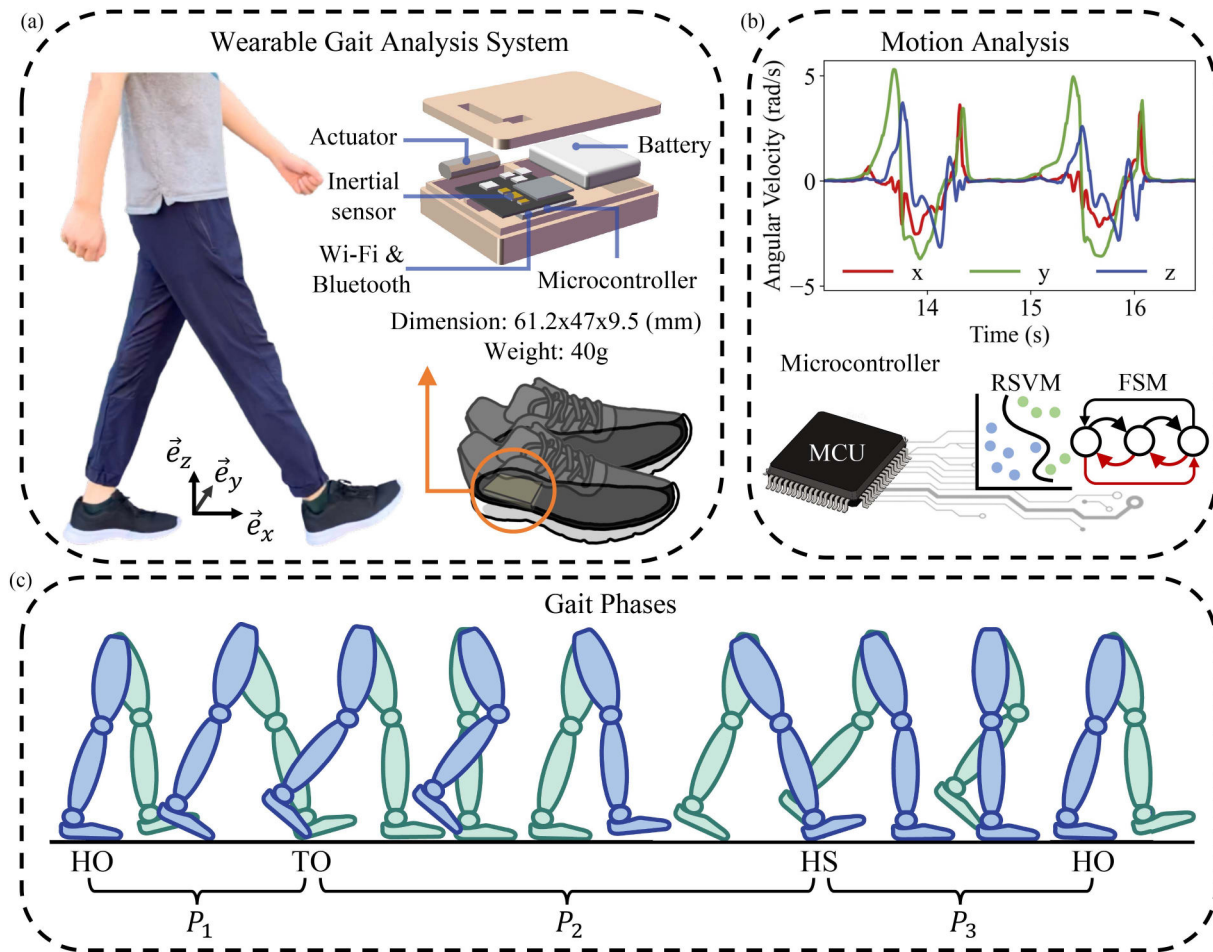 (a)
Wearable Gait Analysis System
Actuator
Battery
Inertial
sensor
Wi-Fi &
Bluetooth
Microcontroller
Dimension: 61.2x47x9.5 (mm)
Weight: 40g
e⃗z
e⃗y
e⃗x
(b)
Motion Analysis
Angular Velocity (rad/s)
5
0
−5
x y z
14 15 16
Time (s)
Microcontroller
MCU
RSVM
FSM
(c)
Gait Phases
HO TO HS HO
P1 P2 P3